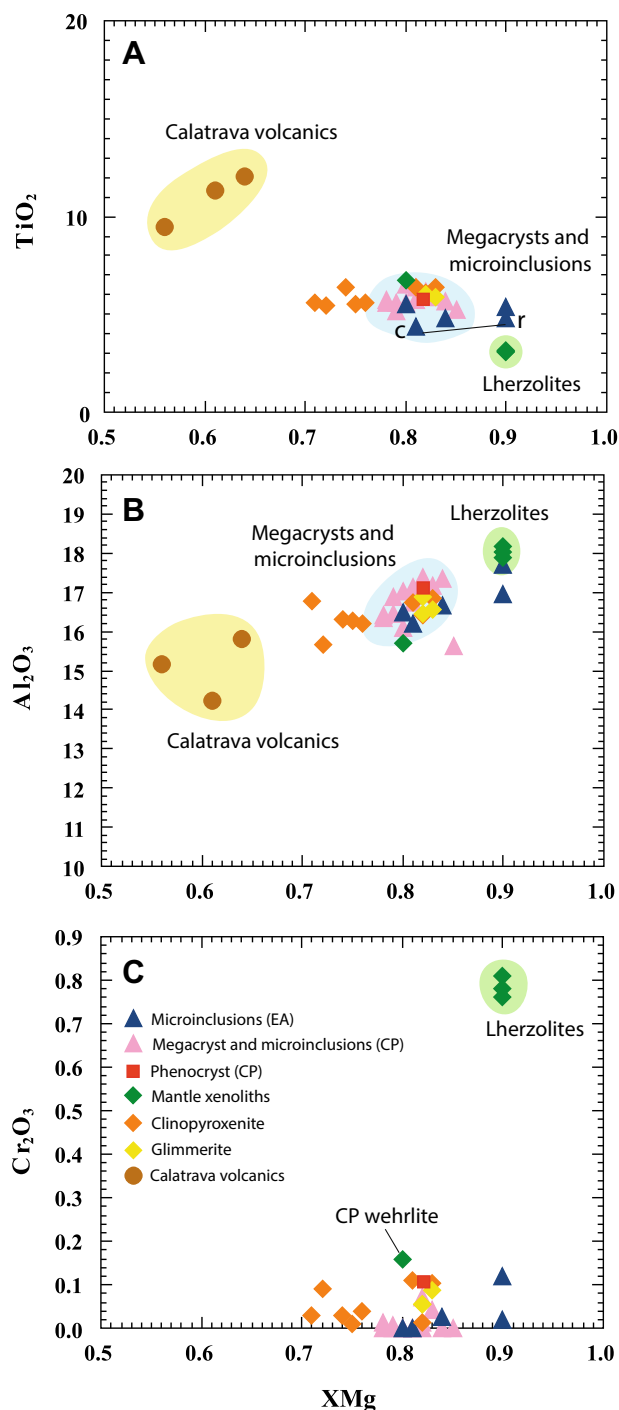 A
20
Calatrava volcanics
TiO₂
10
Megacrysts and
microinclusions
c
r
Lherzolites
0
0.5 0.6 0.7 0.8 0.9 1.0
B
20
19
18
17
16
15
14
13
12
11
10
Al₂O₃
Lherzolites
Megacrysts and
microinclusions
Calatrava volcanics
0.5 0.6 0.7 0.8 0.9 1.0
C
0.9
0.8
0.7
0.6
0.5
0.4
0.3
0.2
0.1
0.0
Cr₂O₃
Lherzolites
Microinclusions (EA)
Megacryst and microinclusions (CP)
Phenocryst (CP)
Mantle xenoliths
Clinopyroxenite
Glimmerite
Calatrava volcanics
CP wehrlite
0.5 0.6 0.7 0.8 0.9 1.0
XMg